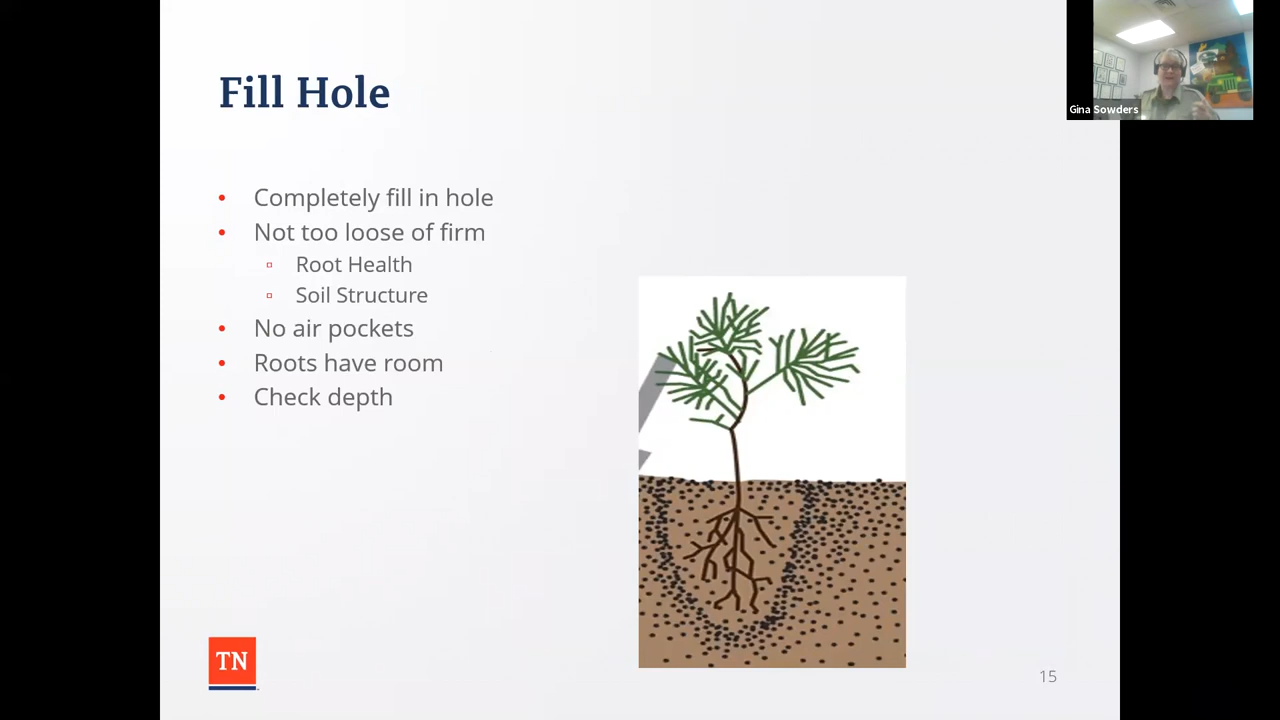 Fill Hole
Gina Sowders
• Completely fill in hole
• Not too loose of firm
▫ Root Health
▫ Soil Structure
• No air pockets
• Roots have room
• Check depth
TN
15